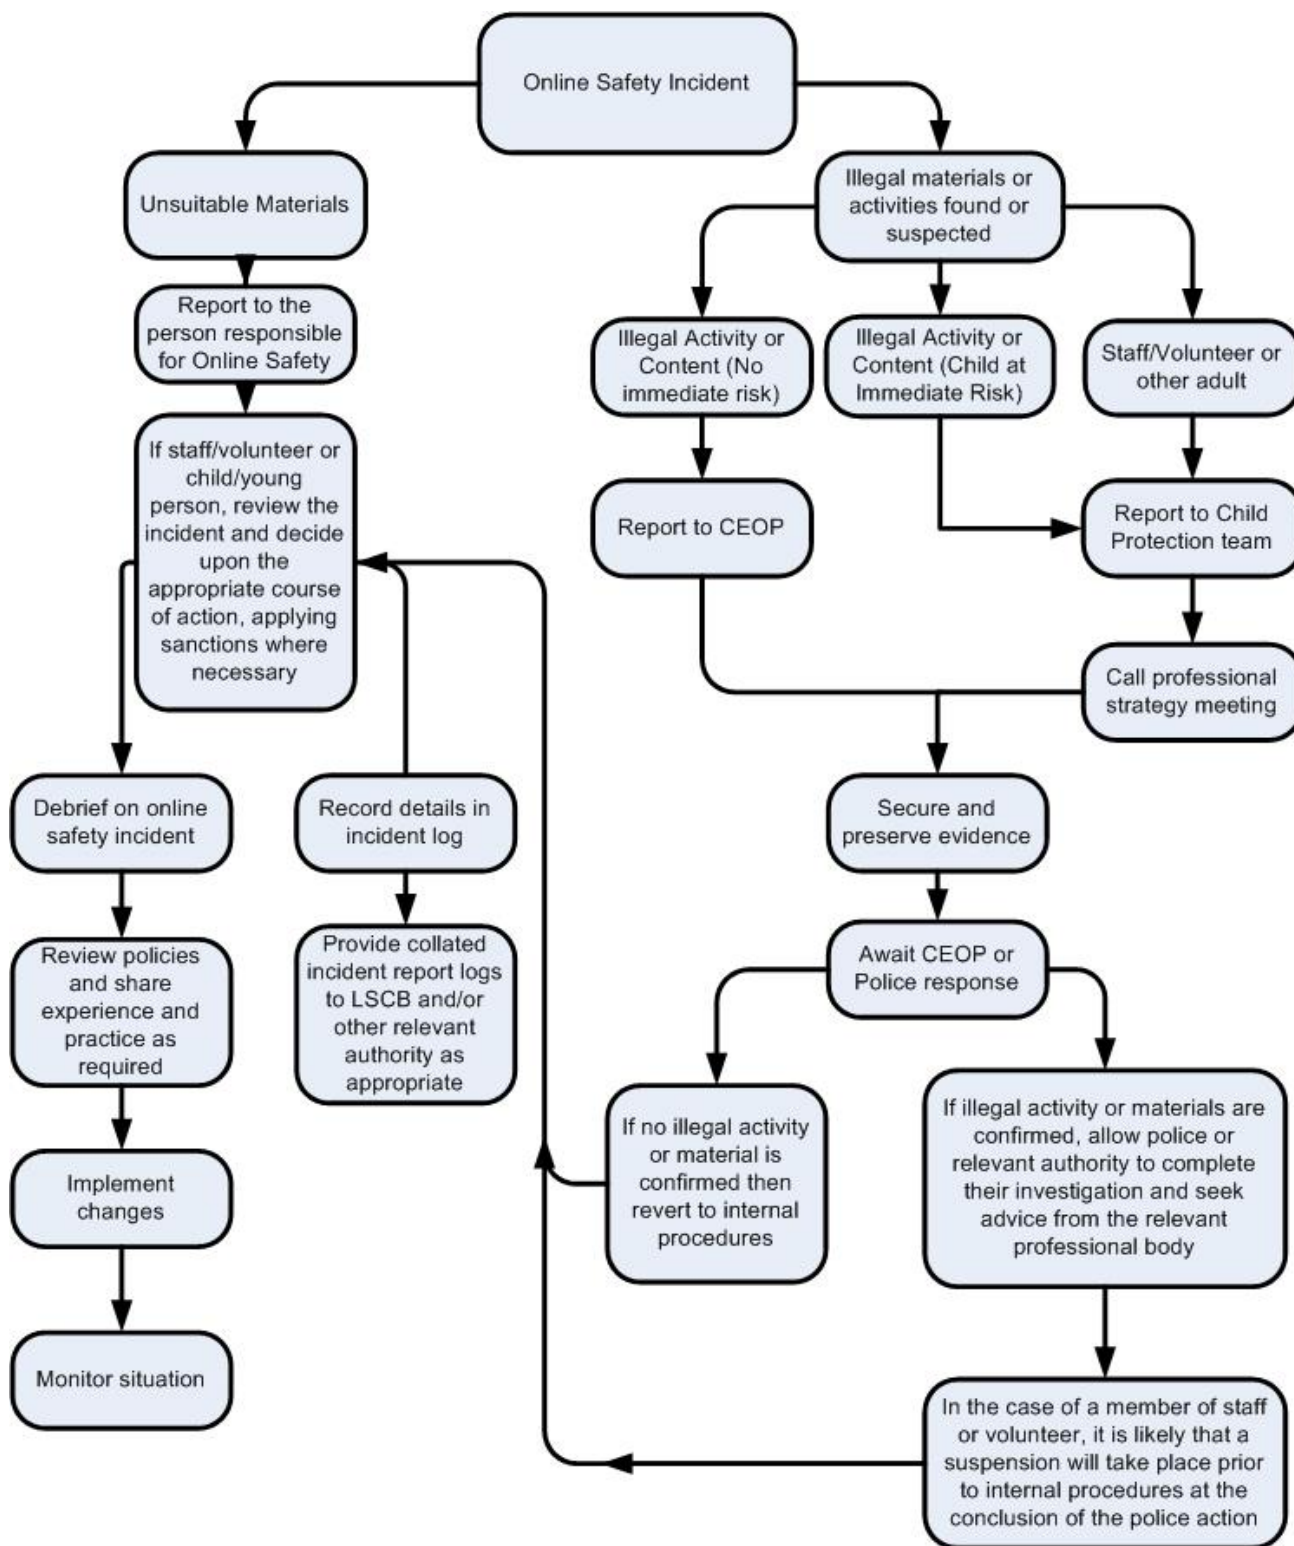 Online Safety Incident
Unsuitable Materials
Report to the
person responsible
for Online Safety
If staff/volunteer or
child/young
person, review the
incident and decide
upon the
appropriate course
of action, applying
sanctions where
necessary
Debrief on online
safety incident
Review policies
and share
experience and
practice as
required
Implement
changes
Monitor situation
Record details in
incident log
Provide collated
incident report logs
to LSCB and/or
other relevant
authority as
appropriate
Illegal materials or
activities found or
suspected
Illegal Activity or
Content (No
immediate risk)
Illegal Activity or
Content (Child at
Immediate Risk)
Staff/Volunteer or
other adult
Report to CEOP
Report to Child
Protection team
Call professional
strategy meeting
Secure and
preserve evidence
Await CEOP or
Police response
If no illegal activity
or material is
confirmed then
revert to internal
procedures
If illegal activity or materials are
confirmed, allow police or
relevant authority to complete
their investigation and seek
advice from the relevant
professional body
In the case of a member of staff
or volunteer, it is likely that a
suspension will take place prior
to internal procedures at the
conclusion of the police action